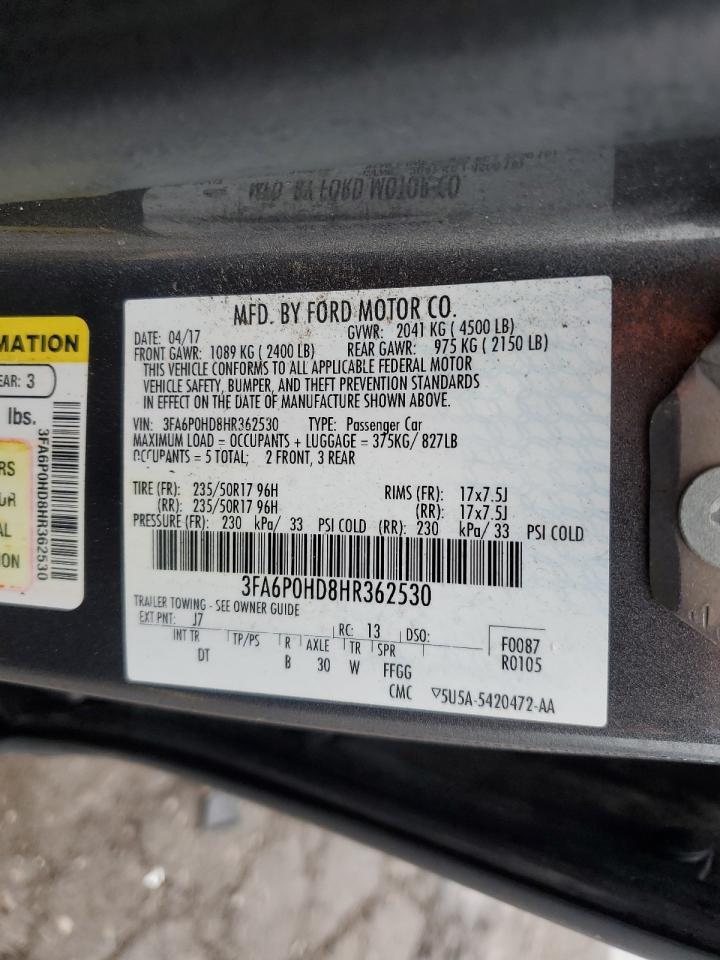 MFD. BY FORD MOTOR CO.
MFD. BY FORD MOTOR CO.
DATE: 04/17 GVWR: 2041 KG ( 4500 LB)
FRONT GAWR: 1089 KG ( 2400 LB) REAR GAWR: 975 KG ( 2150 LB)
THIS VEHICLE CONFORMS TO ALL APPLICABLE FEDERAL MOTOR
VEHICLE SAFETY, BUMPER, AND THEFT PREVENTION STANDARDS
IN EFFECT ON THE DATE OF MANUFACTURE SHOWN ABOVE.
VIN: 3FA6P0HD8HR362530 TYPE: Passenger Car
MAXIMUM LOAD = OCCUPANTS + LUGGAGE = 375KG/ 827LB
OCCUPANTS = 5 TOTAL; 2 FRONT, 3 REAR
TIRE (FR): 235/50R17 96H RIMS (FR): 17x7.5J
(RR): 235/50R17 96H (RR): 17x7.5J
PRESSURE (FR): 230 kPa/ 33 PSI COLD (RR): 230 kPa/ 33 PSI COLD
3FA6P0HD8HR362530
TRAILER TOWING - SEE OWNER GUIDE
EXT PNT: J7 RC: 13 DSO: F0087
INT TR TP/PS R AXLE TR SPR R0105
DT B 30 W FFGG
CMC ▽5U5A-5420472-AA
MATION
EAR: 3
lbs.
3FA6P0HD8HR362530
RS
OUR
AL
ION